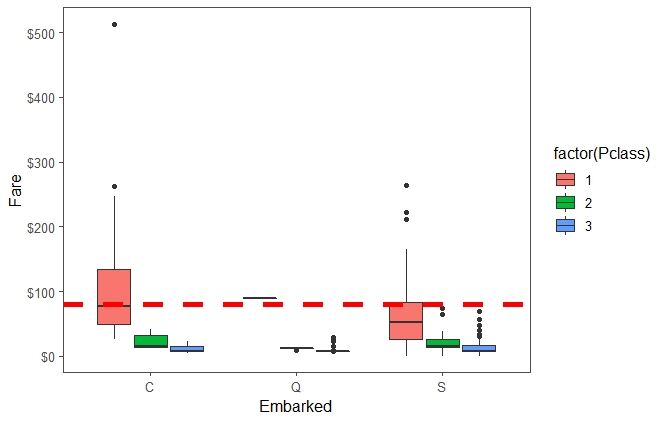 $500
$400
$300
$200
$100
$0
Fare
C
Q
S
Embarked
factor(Pclass)
1
2
3